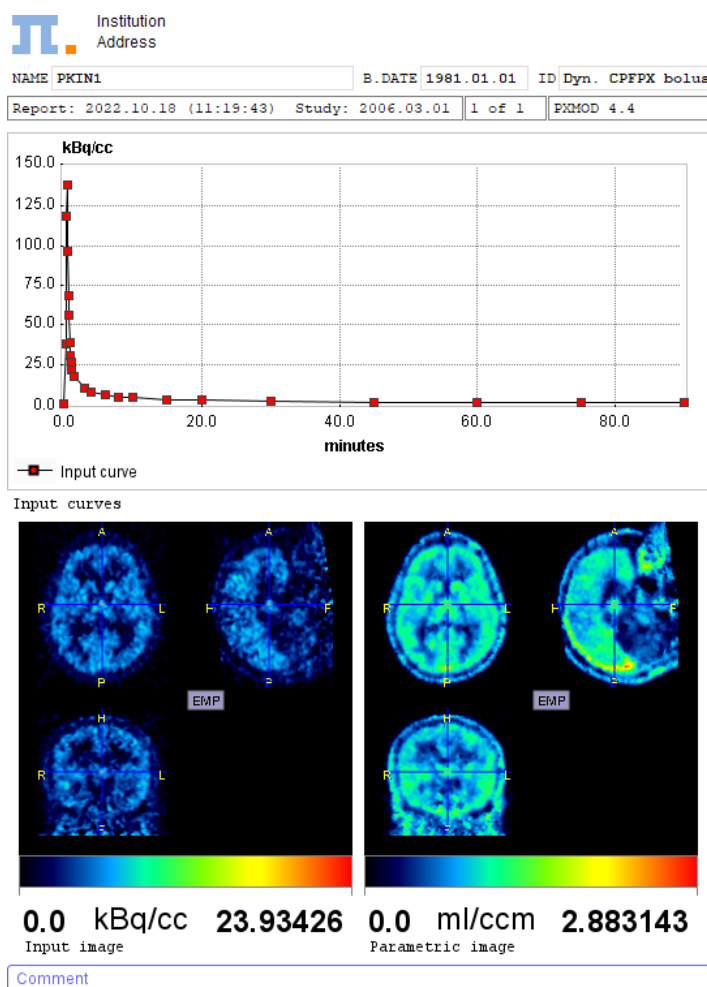 Institution
Address
NAME PKIN1 B.DATE 1981.01.01 ID Dyn. CPFPX bolus
Report: 2022.10.18 (11:19:43) Study: 2006.03.01 1 of 1 PXMOD 4.4
kBq/cc
150.0
125.0
100.0
75.0
50.0
25.0
0.0
0.0 20.0 40.0 60.0 80.0
minutes
Input curve
Input curves
A A A A
R L H F R L H F
P P P P
EMP EMP
H H
R L R L
F F
0.0 kBq/cc 23.93426 0.0 ml/ccm 2.883143
Input image Parametric image
Comment